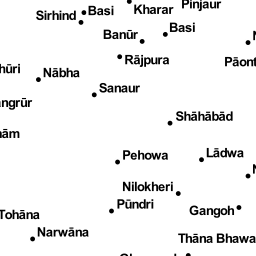 Pinjaur
Basi
Kharar
Sirhind
Basi
Banūr
Rājpura
Nābha
Sanaur
Shāhābād
Pehowa
Lādwa
Nilokheri
Pūndri
Gangoh
Tohāna
Narwāna
Thāna Bhawa